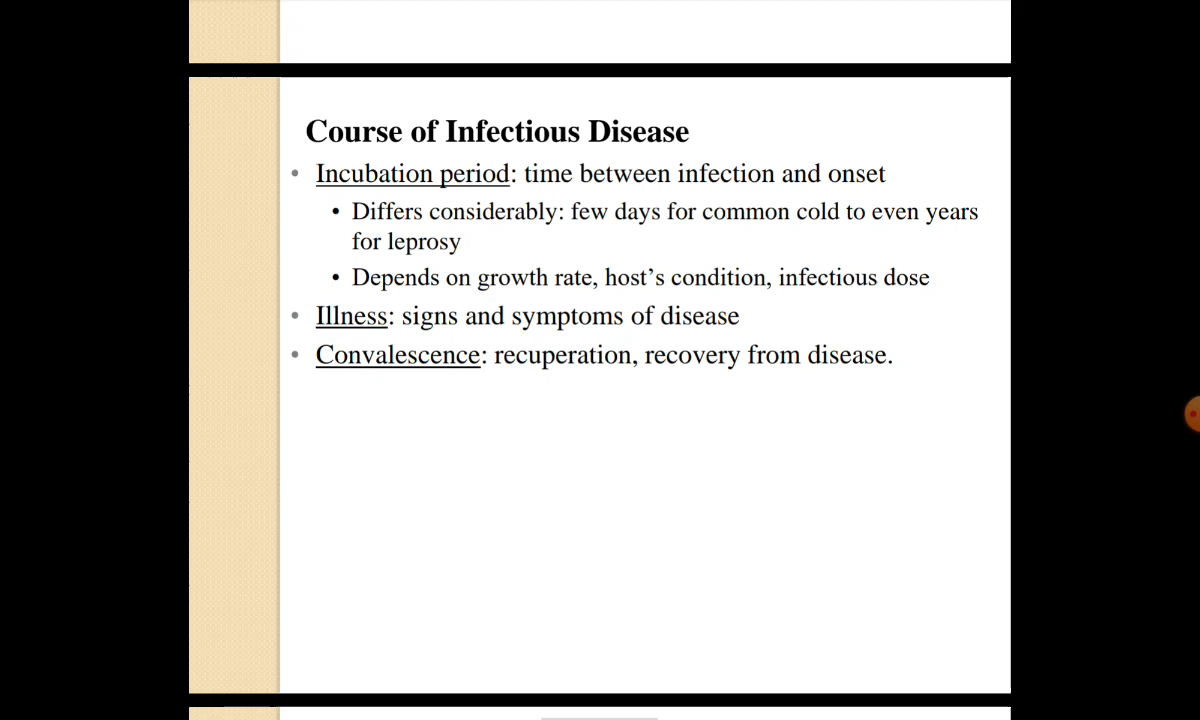 Course of Infectious Disease
• Incubation period: time between infection and onset
• Differs considerably: few days for common cold to even years
for leprosy
• Depends on growth rate, host’s condition, infectious dose
• Illness: signs and symptoms of disease
• Convalescence: recuperation, recovery from disease.